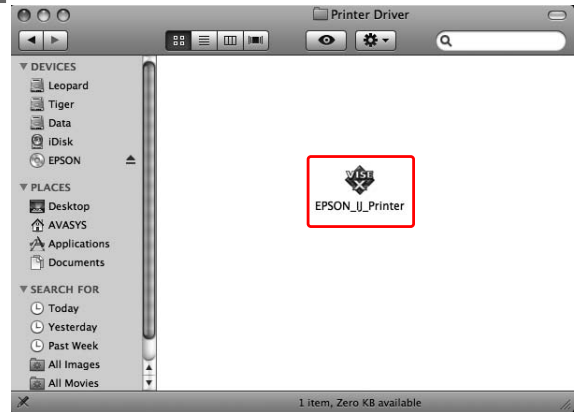 Printer Driver
DEVICES
Leopard
Tiger
Data
iDisk
EPSON
PLACES
Desktop
AVASYS
Applications
Documents
SEARCH FOR
Today
Yesterday
Past Week
All Images
All Movies
VISE
X
EPSON_IJ_Printer
1 item, Zero KB available